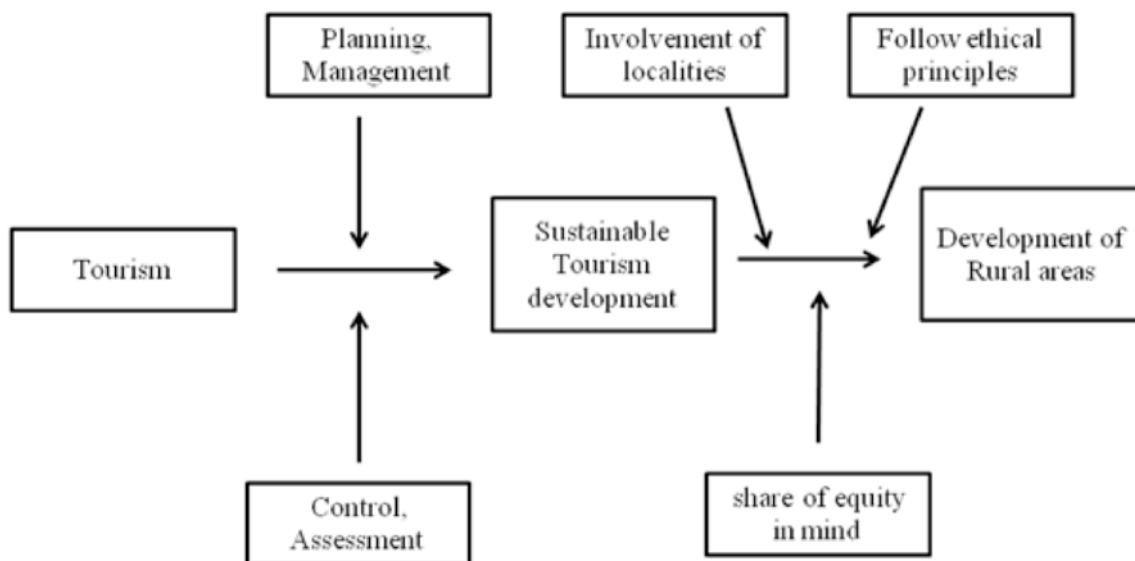 Planning,
Management
Involvement of
localities
Follow ethical
principles
Tourism
Sustainable
Tourism
development
Development of
Rural areas
Control,
Assessment
share of equity
in mind